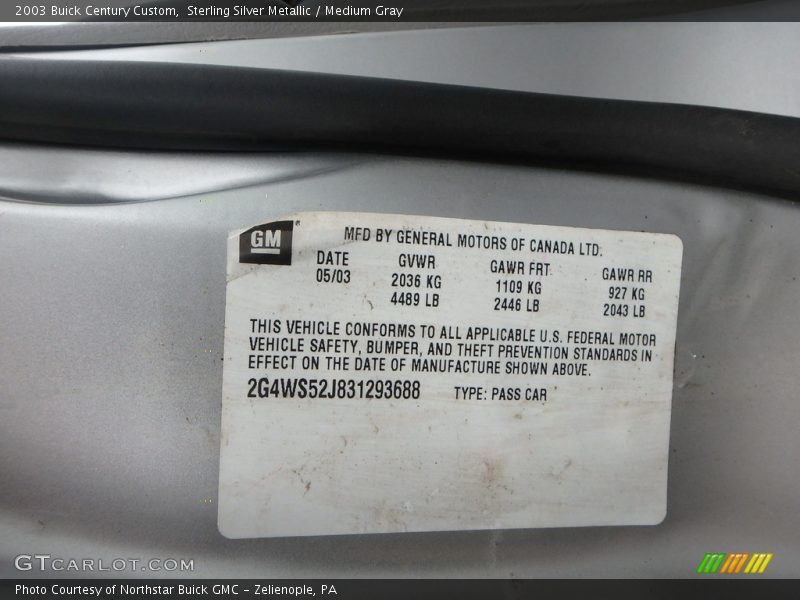 2003 Buick Century Custom, Sterling Silver Metallic / Medium Gray
GM
MFD BY GENERAL MOTORS OF CANADA LTD.
DATE GVWR GAWR FRT GAWR RR
05/03 2036 KG 1109 KG 927 KG
4489 LB 2446 LB 2043 LB
THIS VEHICLE CONFORMS TO ALL APPLICABLE U.S. FEDERAL MOTOR
VEHICLE SAFETY, BUMPER, AND THEFT PREVENTION STANDARDS IN
EFFECT ON THE DATE OF MANUFACTURE SHOWN ABOVE.
2G4WS52J831293688 TYPE: PASS CAR
GTCARLOT.COM
Photo Courtesy of Northstar Buick GMC - Zelienople, PA